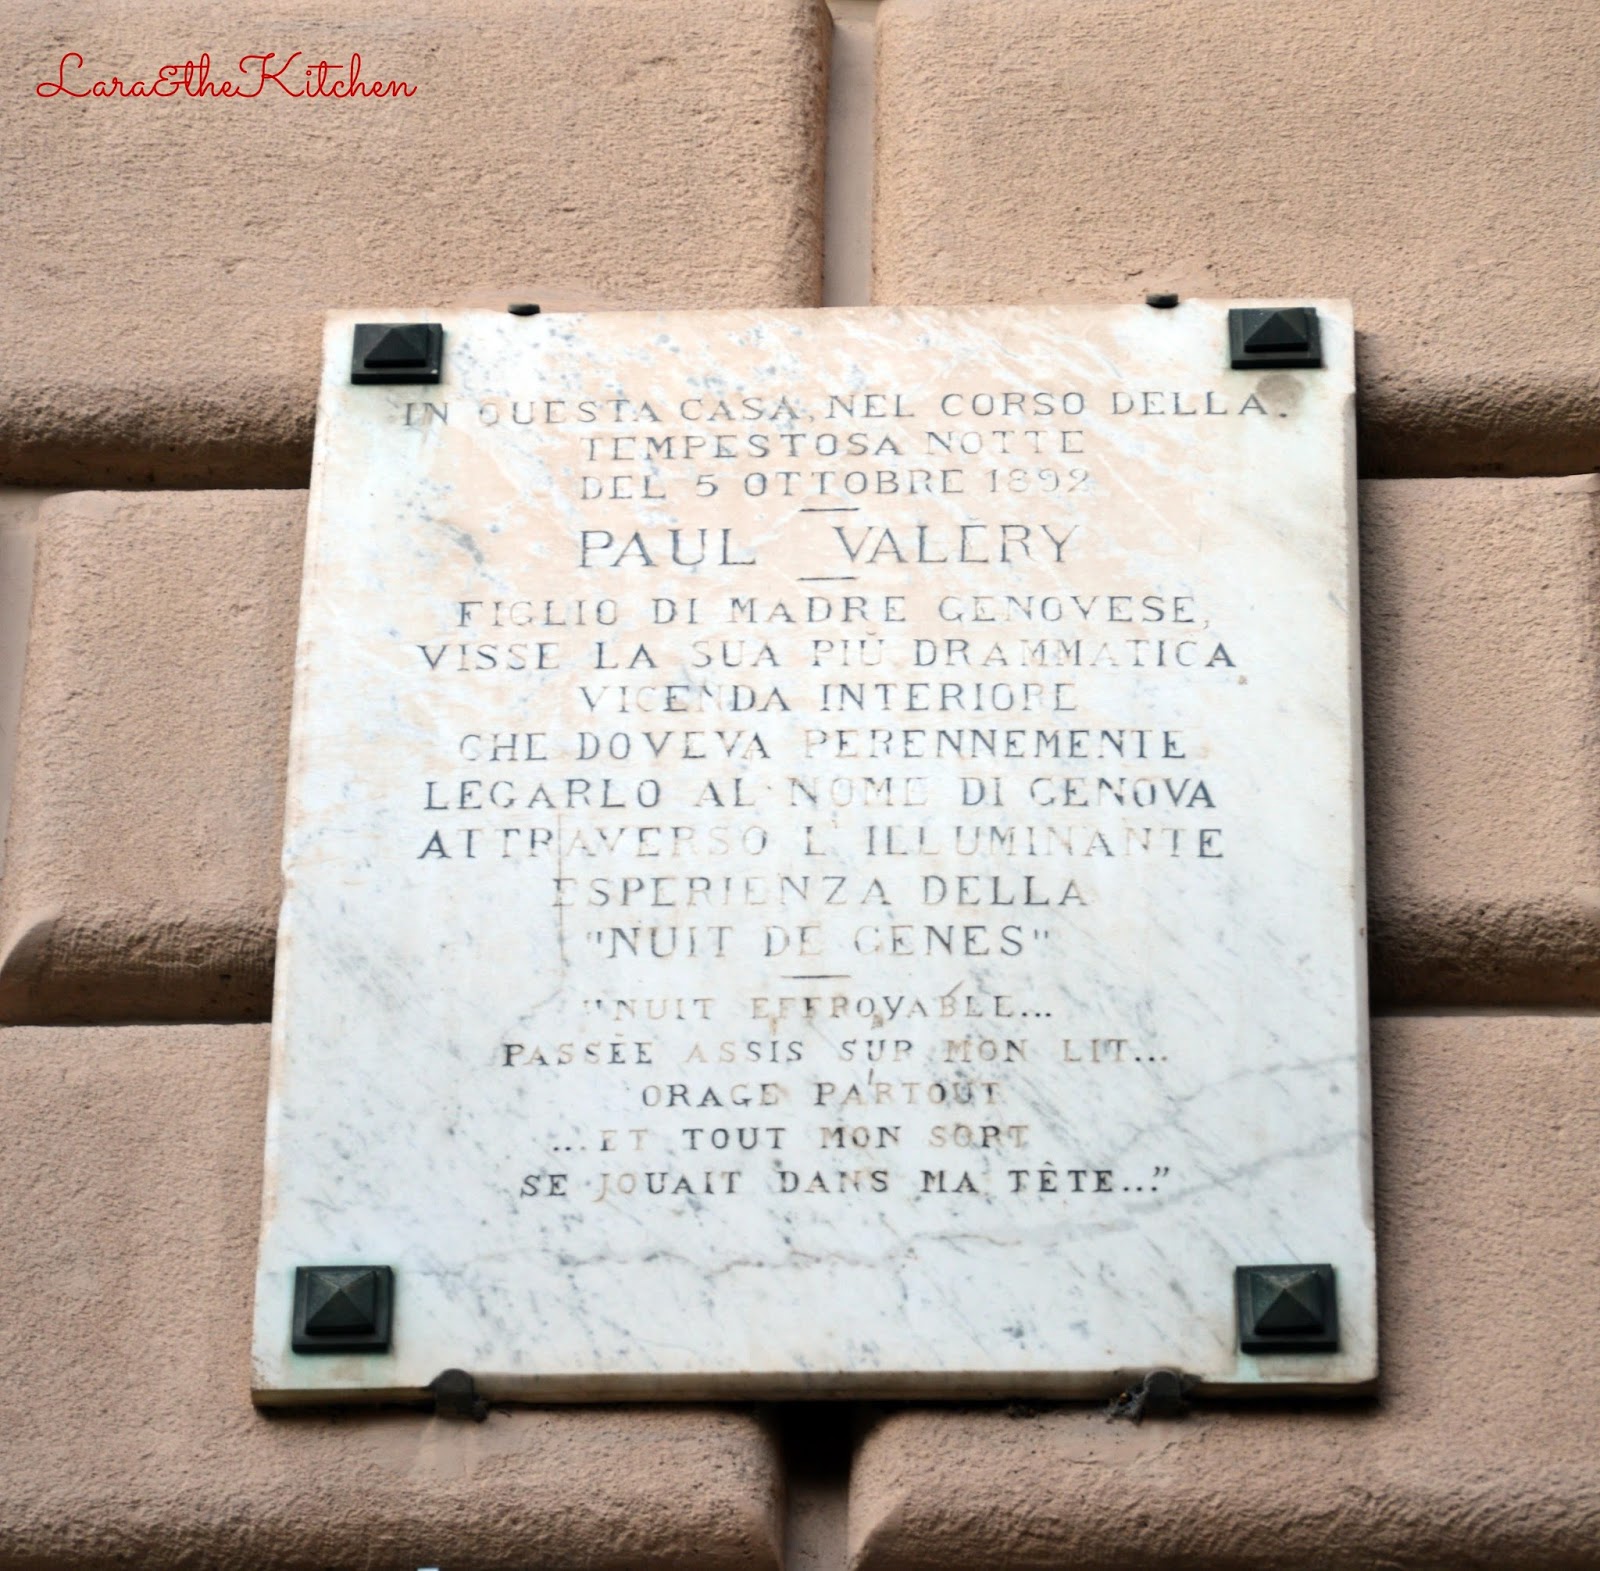 Lara&theKitchen
IN QUESTA CASA, NEL CORSO DELLA
TEMPESTOSA NOTTE
DEL 5 OTTOBRE 1892
PAUL VALÉRY
FIGLIO DI MADRE GENOVESE,
VISSE LA SUA PIÙ DRAMMATICA
VICENDA INTERIORE
CHE DOVEVA PERENNEMENTE
LEGARLO AL NOME DI GENOVA
ATTRAVERSO L'ILLUMINANTE
ESPERIENZA DELLA
"NUIT DE GENES"
"NUIT EFFROYABLE...
PASSÈE ASSIS SUR MON LIT...
ORAGE PARTOUT
...ET TOUT MON SORT
SE JOUAIT DANS MA TÊTE..."